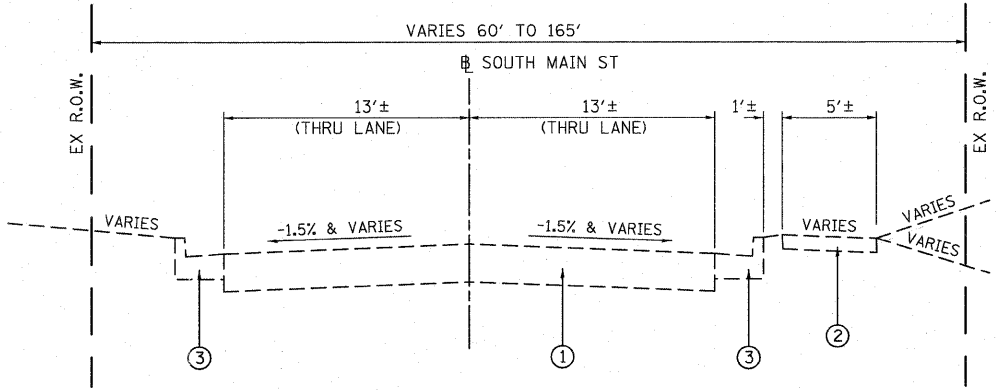 VARIES 60' TO 165'
℄ SOUTH MAIN ST
EX R.O.W.
EX R.O.W.
13'±
(THRU LANE)
13'±
(THRU LANE)
1'±
5'±
VARIES
-1.5% & VARIES
-1.5% & VARIES
VARIES
VARIES
VARIES
3
1
3
2